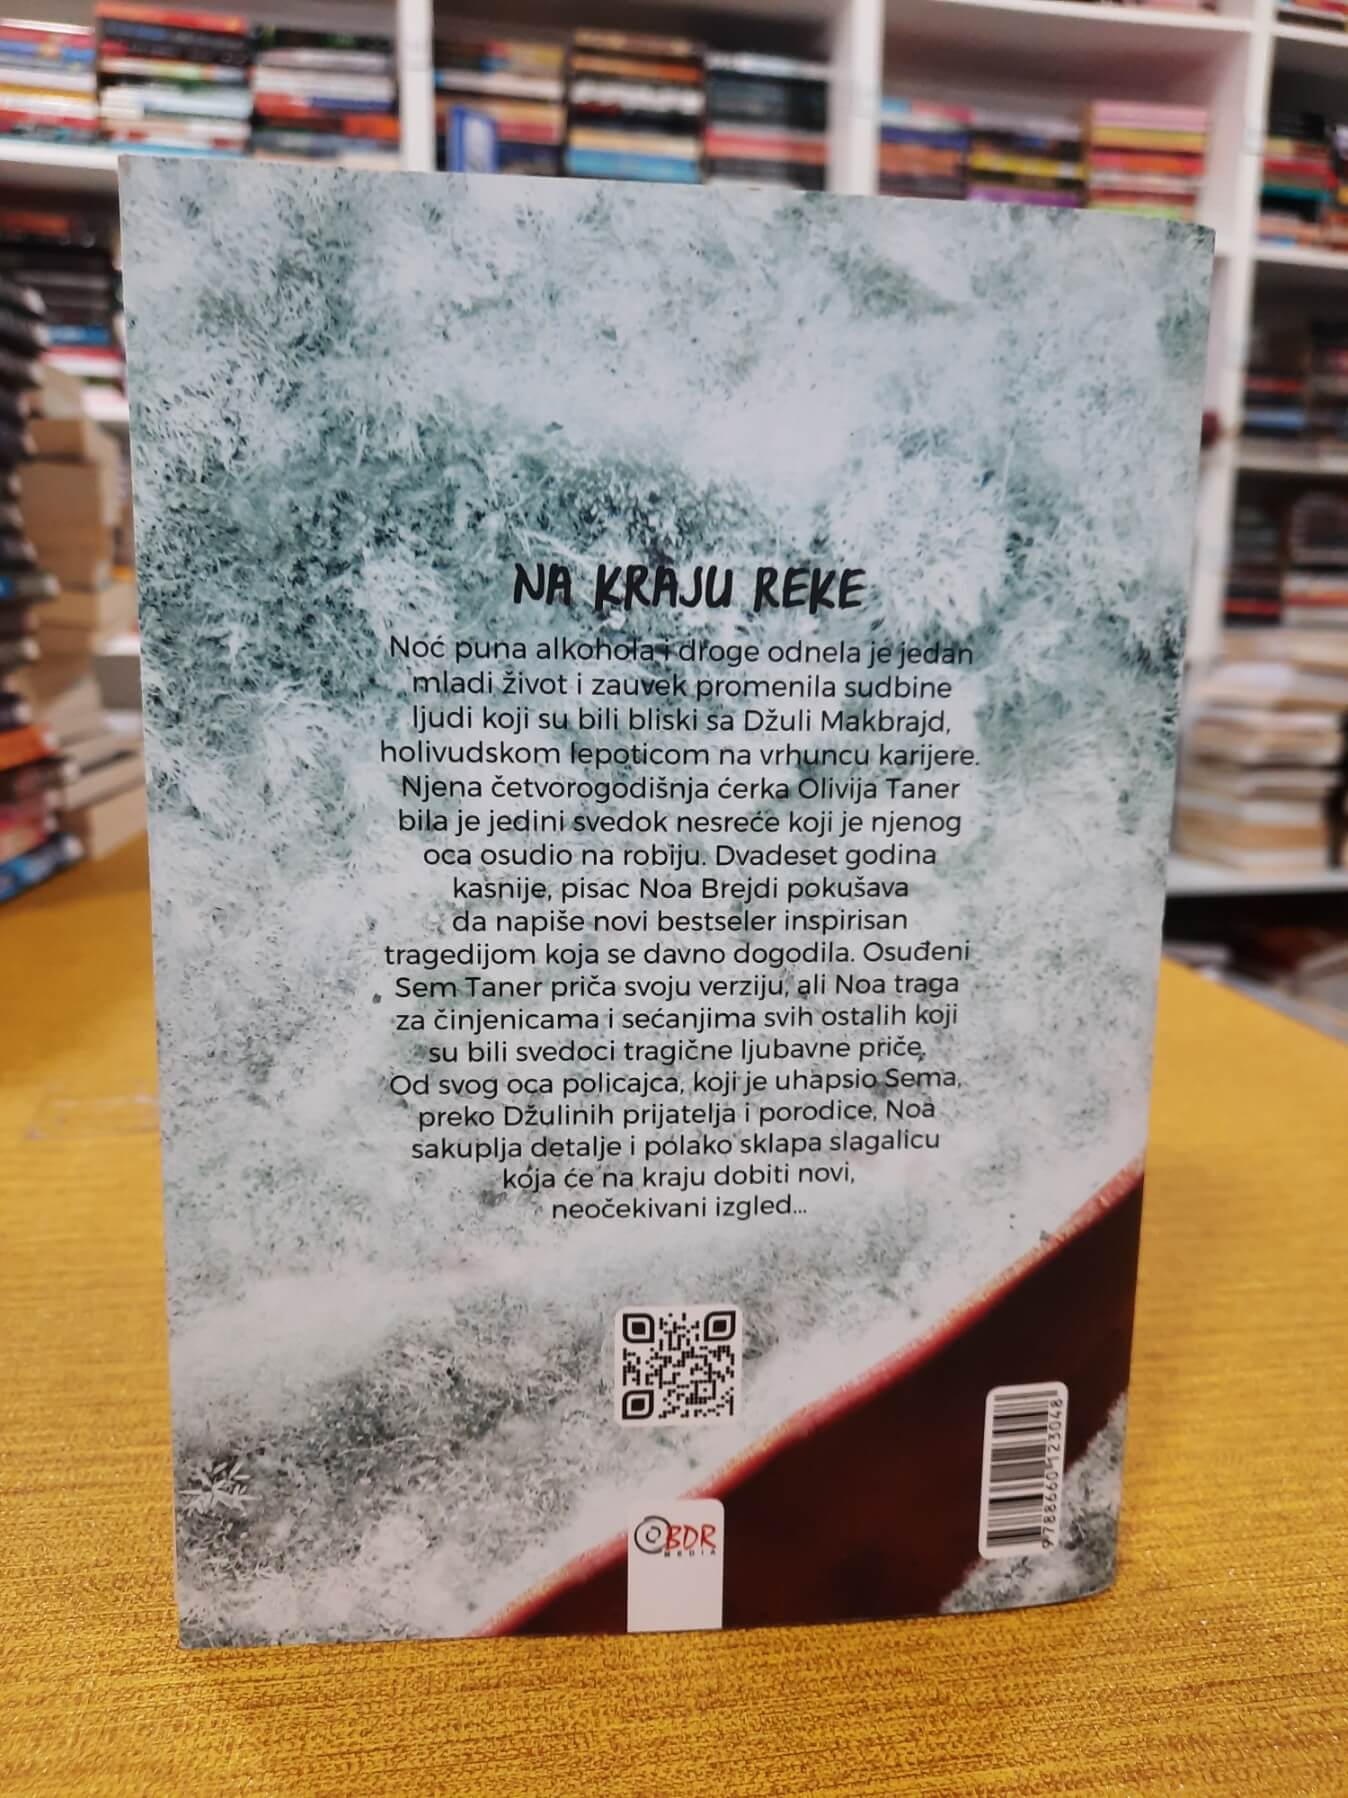 NA KRAJU REKE
Noć puna alkohola i droge odnela je jedan
mladi život i zauvek promenila sudbine
ljudi koji su bili bliski sa Džuli Makbrajd,
holivudskom lepoticom na vrhuncu karijere.
Njena četvorogodišnja ćerka Olivija Taner
bila je jedini svedok nesreće koji je njenog
oca osudio na robiju. Dvadeset godina
kasnije, pisac Noa Brejdi pokušava
da napiše novi bestseler inspirisan
tragedijom koja se davno dogodila. Osuđeni
Sem Taner priča svoju verziju, ali Noa traga
za činjenicama i sećanjima svih ostalih koji
su bili svedoci tragične ljubavne priče.
Od svog oca policajca, koji je uhapsio Sema,
preko Džulinih prijatelja i porodice, Noa
sakuplja detalje i polako sklapa slagalicu
koja će na kraju dobiti novi,
neočekivani izgled...
BDR
MEDIA
9788660123048